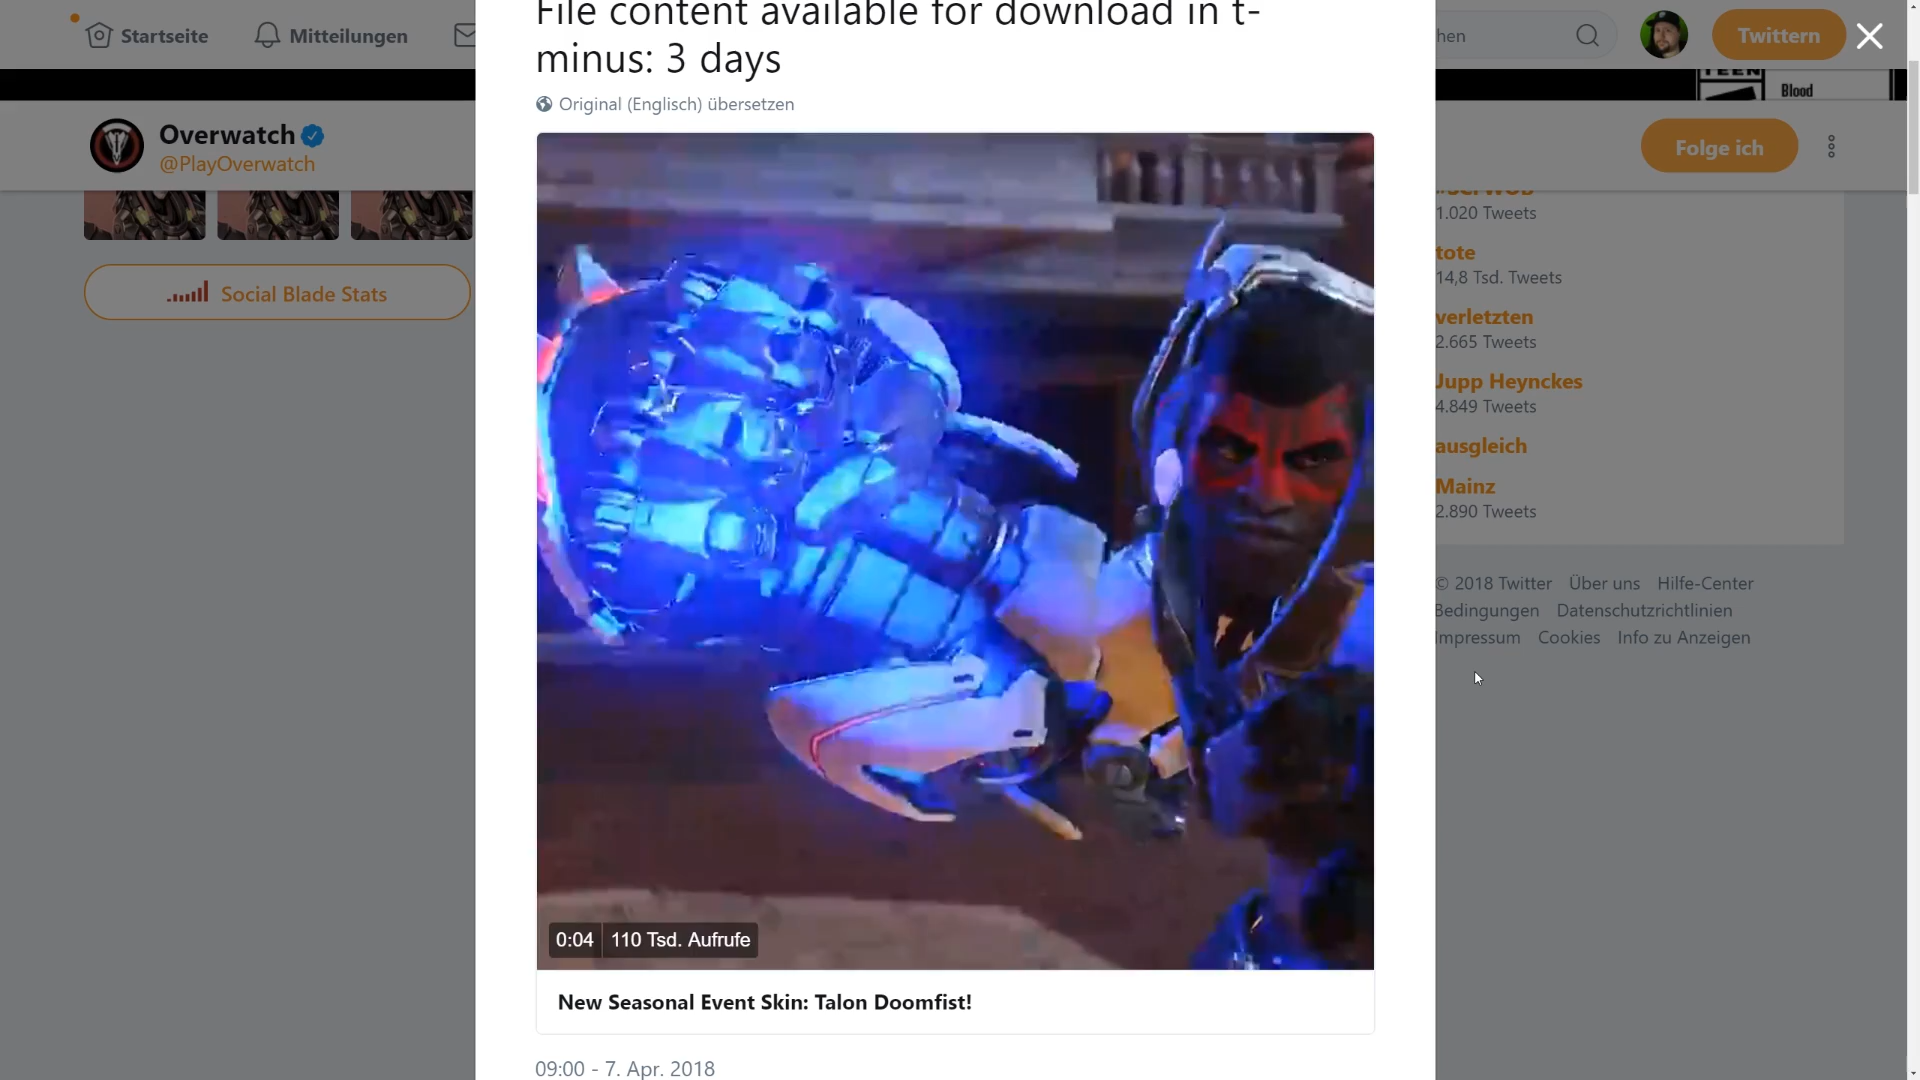 File content available for download in t-
minus: 3 days
Original (Englisch) übersetzen
Startseite
Mitteilungen
hen
Twittern
TEEN
Blood
Overwatch
@PlayOverwatch
Folge ich
Social Blade Stats
1.020 Tweets
tote
14,8 Tsd. Tweets
verletzten
2.665 Tweets
Jupp Heynckes
4.849 Tweets
ausgleich
Mainz
2.890 Tweets
© 2018 Twitter Über uns Hilfe-Center
Bedingungen Datenschutzrichtlinien
Impressum Cookies Info zu Anzeigen
0:04 110 Tsd. Aufrufe
New Seasonal Event Skin: Talon Doomfist!
09:00 - 7. Apr. 2018